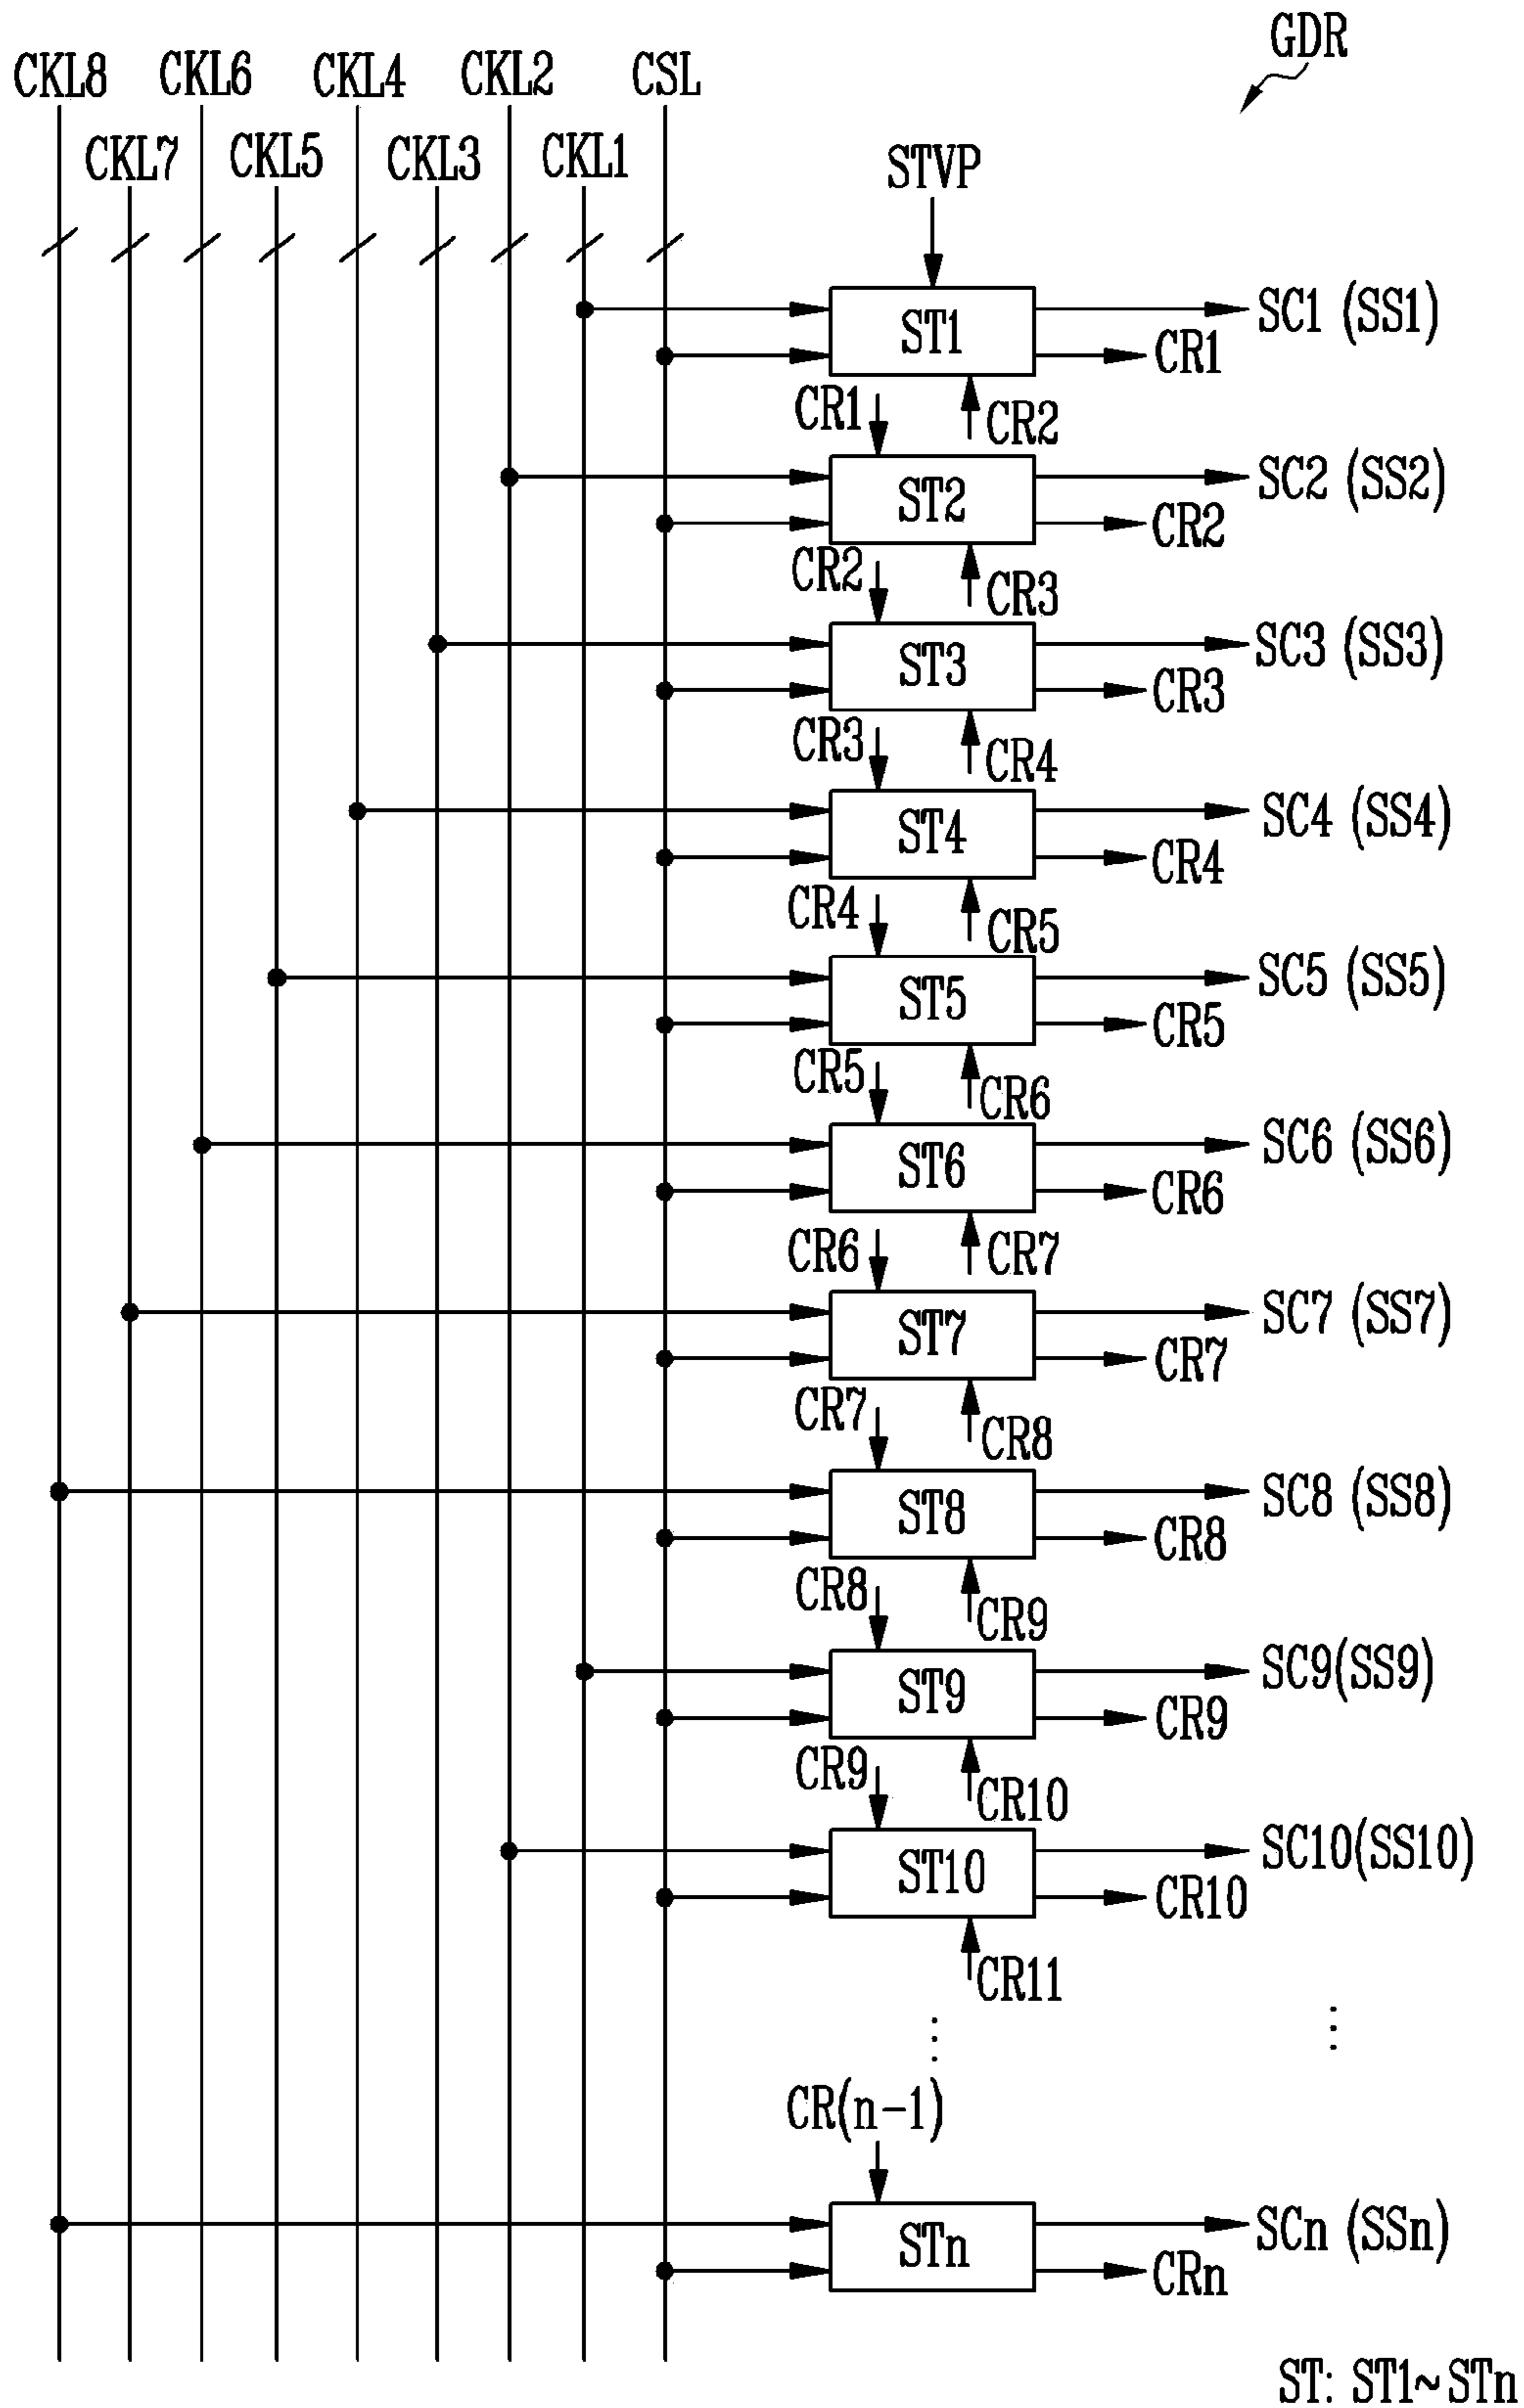 GDR
CKL8 CKL6 CKL4 CKL2 CSL
CKL7 CKL5 CKL3 CKL1 STVP
ST1 SC1 (SS1)
CR1
CR1 CR2
ST2 SC2 (SS2)
CR2
CR2 CR3
ST3 SC3 (SS3)
CR3
CR3 CR4
ST4 SC4 (SS4)
CR4
CR4 CR5
ST5 SC5 (SS5)
CR5
CR5 CR6
ST6 SC6 (SS6)
CR6
CR6 CR7
ST7 SC7 (SS7)
CR7
CR7 CR8
ST8 SC8 (SS8)
CR8
CR8 CR9
ST9 SC9(SS9)
CR9
CR9 CR10
ST10 SC10(SS10)
CR10
CR11
CR(n-1)
STn SCn (SSn)
CRn
ST: ST1~STn